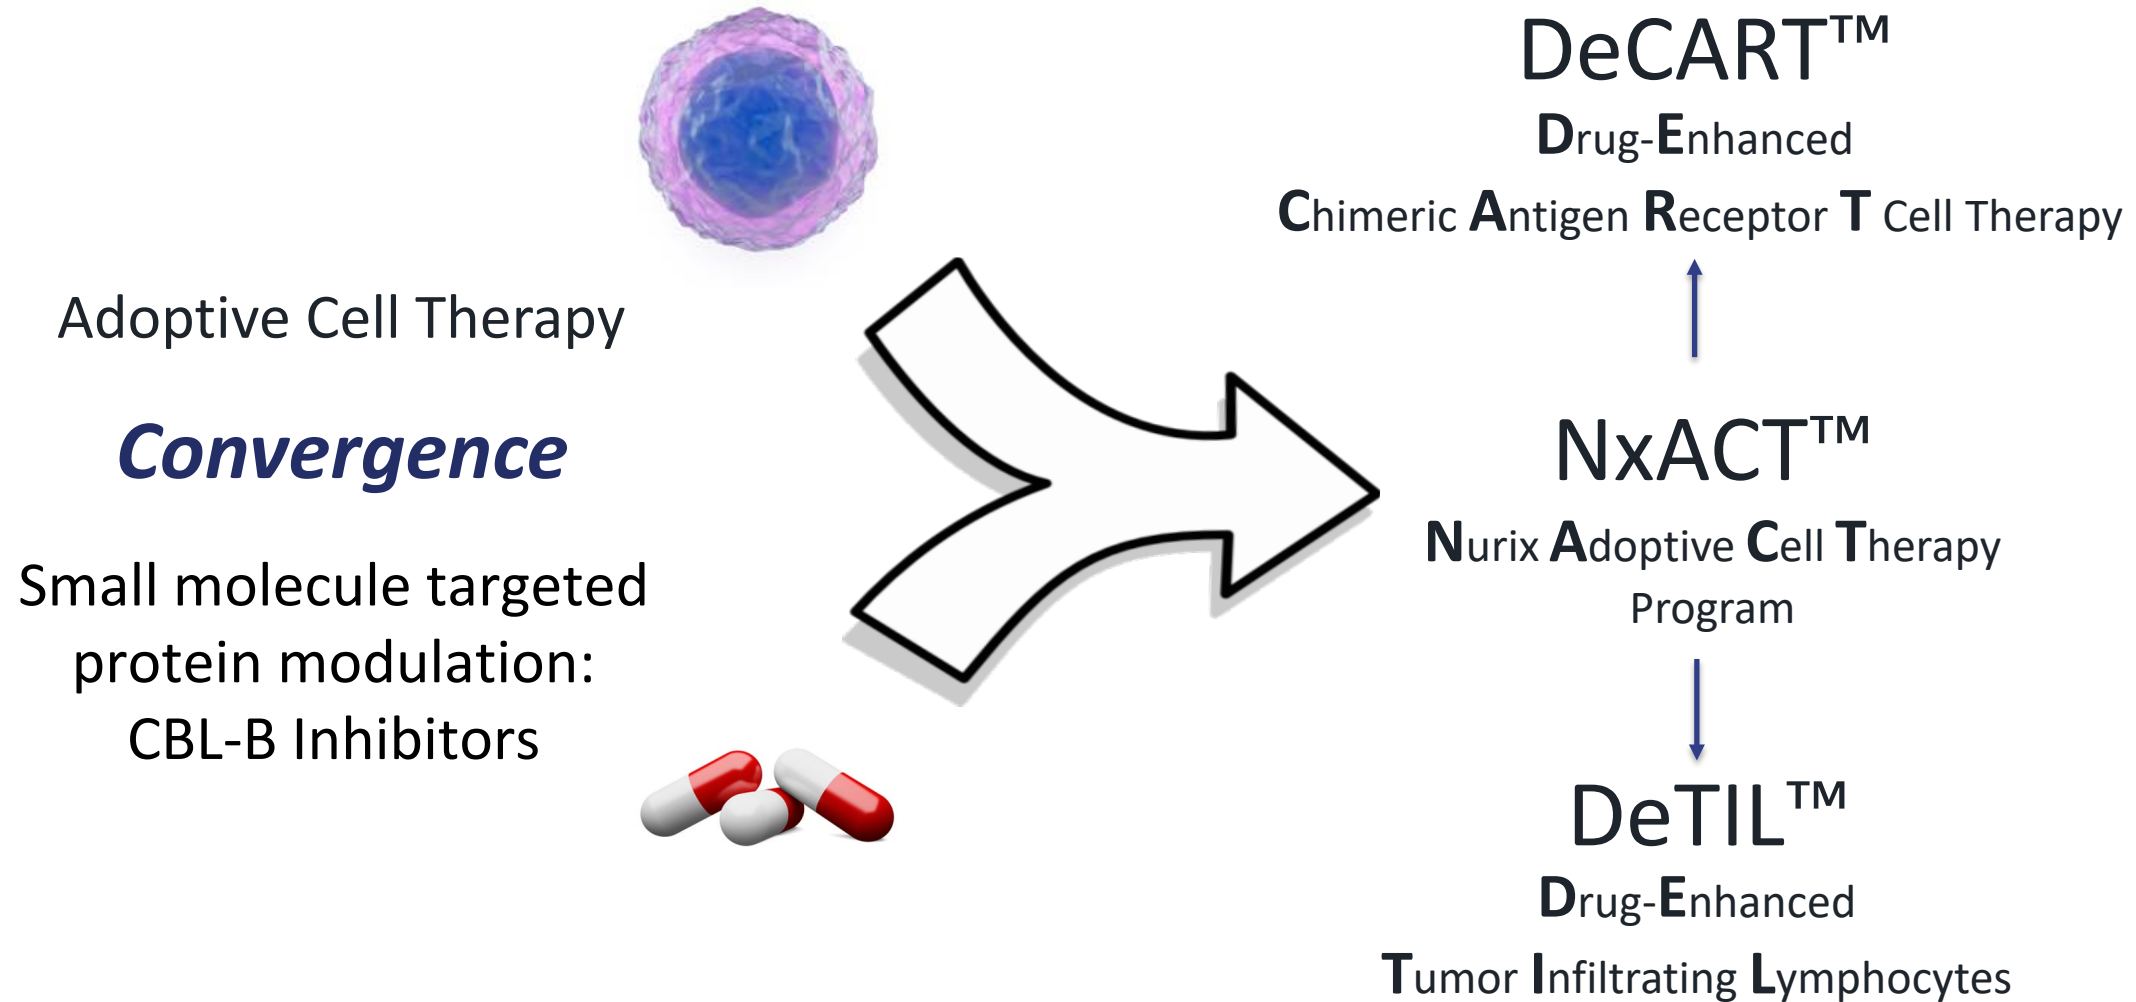 Adoptive Cell Therapy
Convergence
Small molecule targeted
protein modulation:
CBL-B Inhibitors
DeCART™
Drug-Enhanced
Chimeric Antigen Receptor T Cell Therapy
NxACT™
Nurix Adoptive Cell Therapy
Program
DeTIL™
Drug-Enhanced
Tumor Infiltrating Lymphocytes